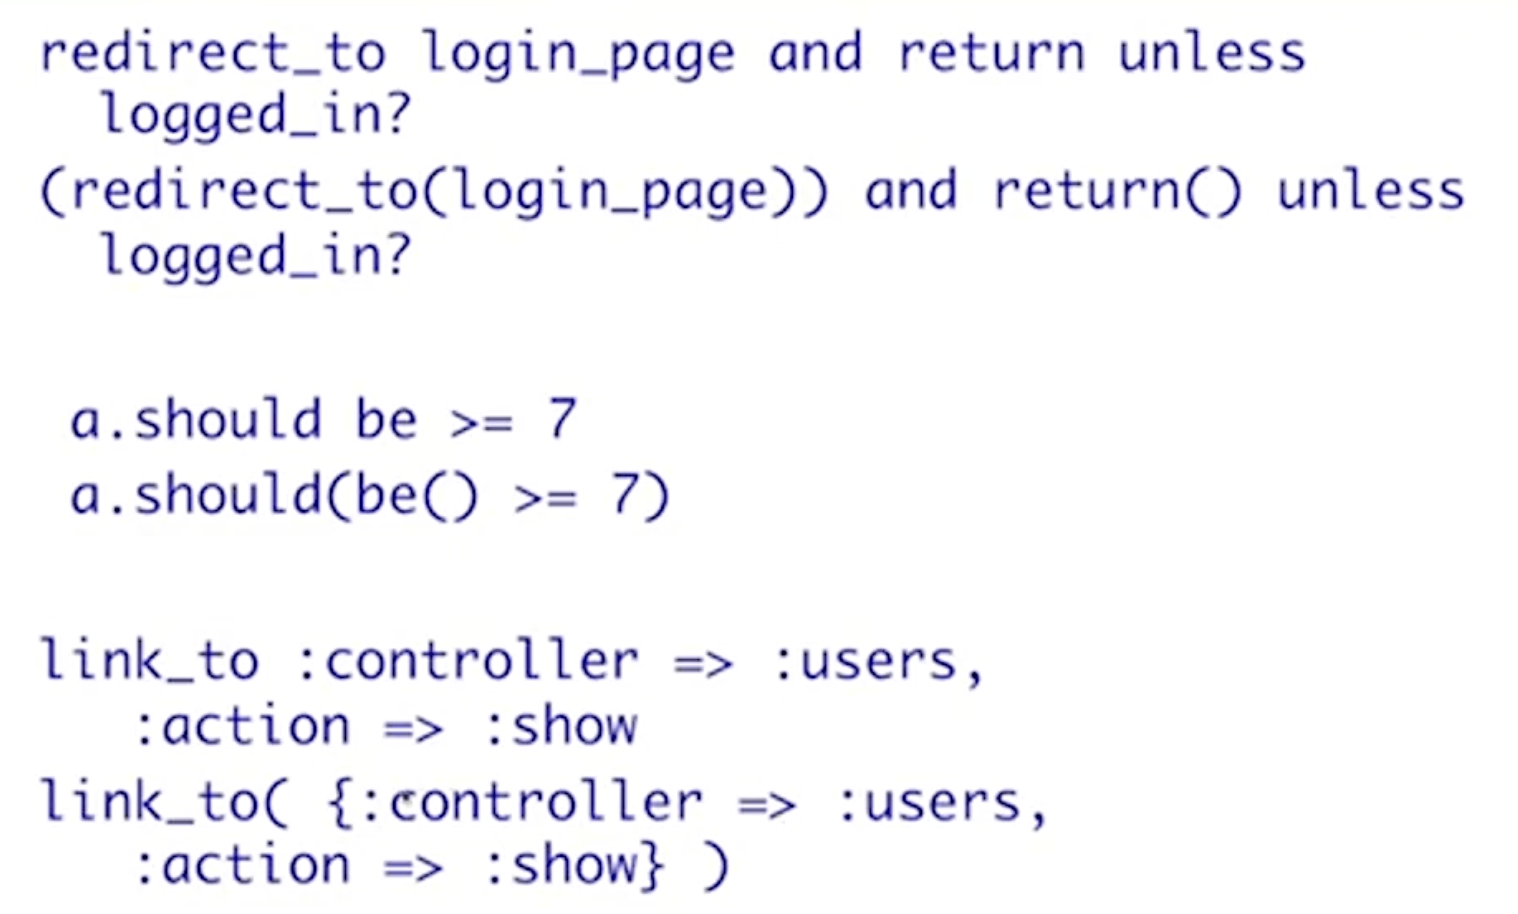 redirect_to login_page and return unless
logged_in?
(redirect_to(login_page)) and return() unless
logged_in?
a.should be >= 7
a.should(be() >= 7)
link_to :controller => :users,
:action => :show
link_to( {:controller => :users,
:action => :show} )